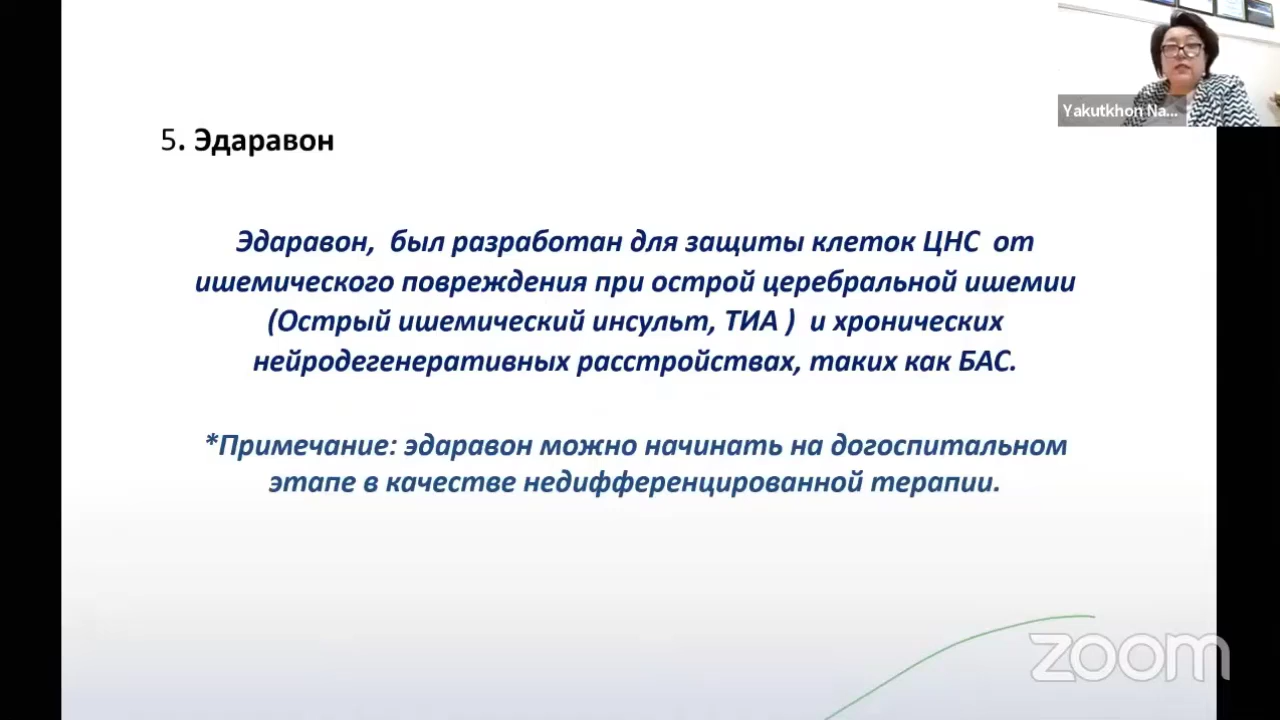 Yakutkhon Na...
5. Эдаравон
Эдаравон, был разработан для защиты клеток ЦНС от
ишемического повреждения при острой церебральной ишемии
(Острый ишемический инсульт, ТИА ) и хронических
нейродегенеративных расстройствах, таких как БАС.
*Примечание: эдаравон можно начинать на догоспитальном
этапе в качестве недифференцированной терапии.
zoom